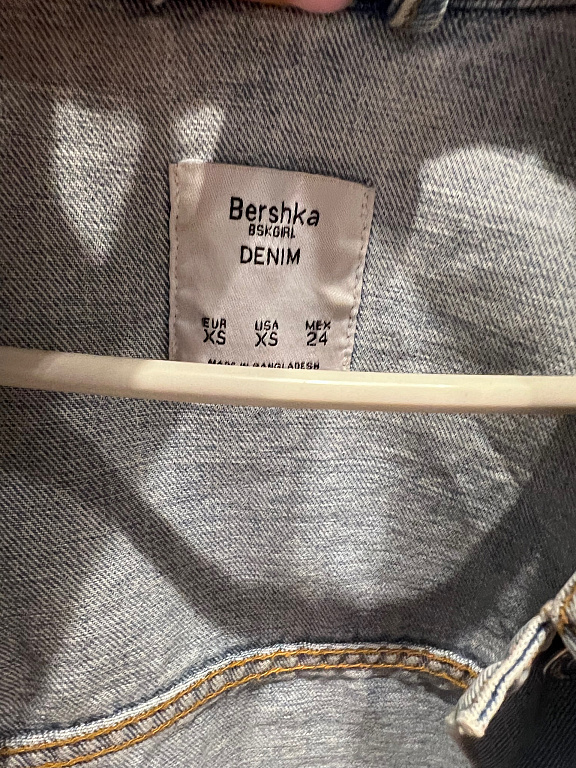 Bershka
BSKGIRL
DENIM
EUR USA MEX
XS XS 24
MADE IN BANGLADESH